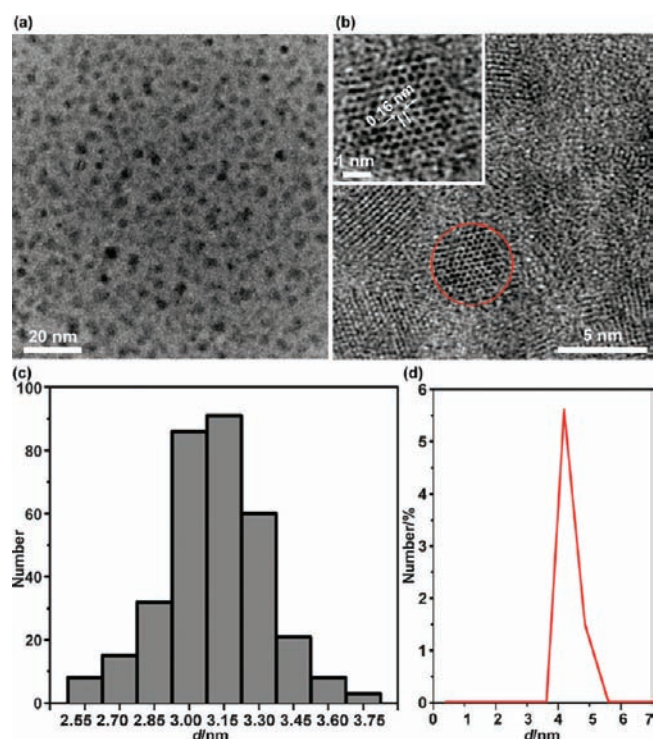 (a)
20 nm
(b)
0.16 nm
1 nm
5 nm
(c)
100
80
60
40
20
0
Number
2.55 2.70 2.85 3.00 3.15 3.30 3.45 3.60 3.75
d/nm
(d)
6
5
4
3
2
1
0
Number/%
0 1 2 3 4 5 6 7
d/nm